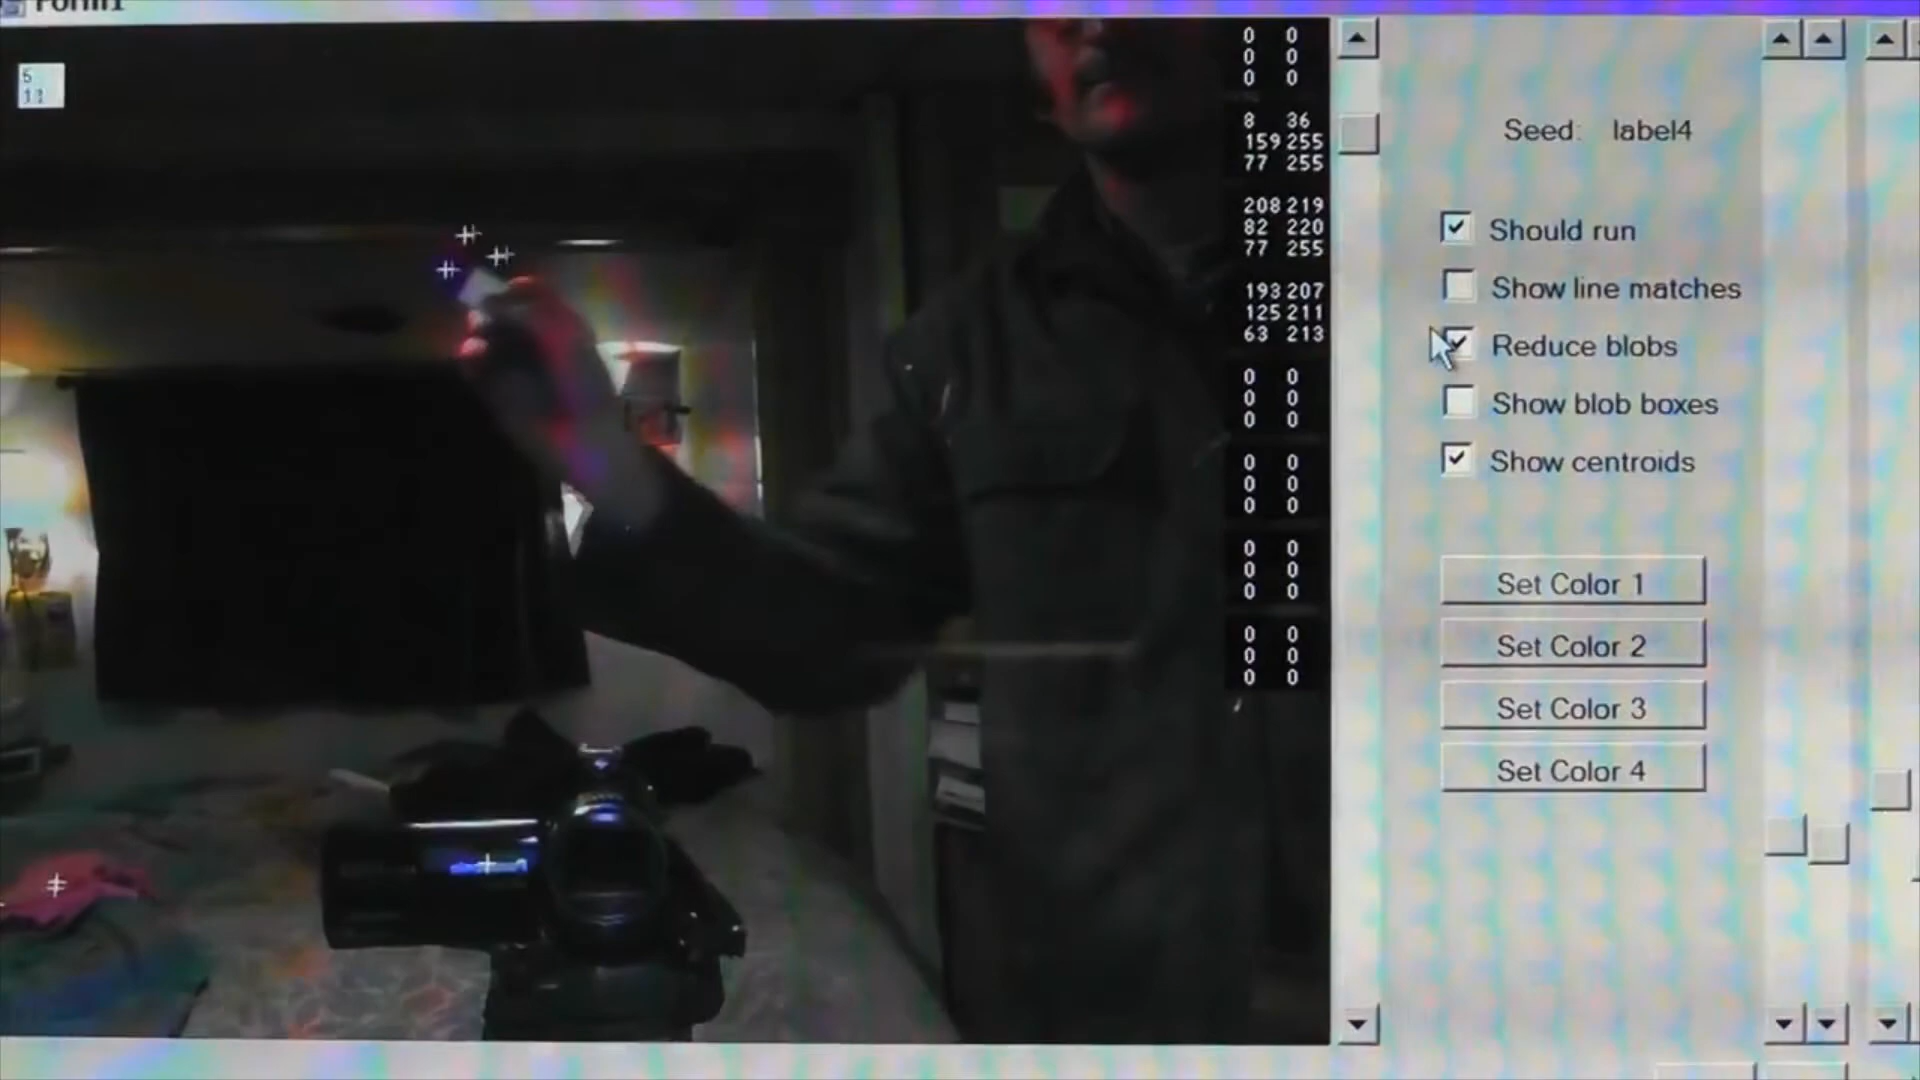 Form1
5
11
0 0
0 0
0 0
8 36
159 255
77 255
208 219
82 220
77 255
193 207
125 211
63 213
0 0
0 0
0 0
0 0
0 0
0 0
0 0
0 0
0 0
0 0
0 0
0 0
Seed: label4
Should run
Show line matches
Reduce blobs
Show blob boxes
Show centroids
Set Color 1
Set Color 2
Set Color 3
Set Color 4